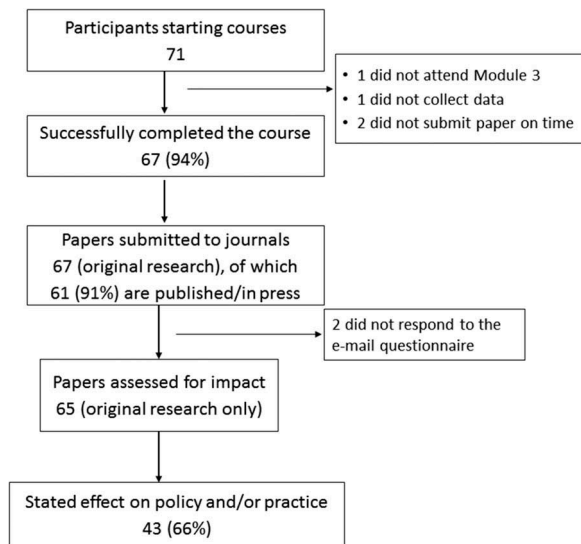 Participants starting courses
71
• 1 did not attend Module 3
• 1 did not collect data
• 2 did not submit paper on time
Successfully completed the course
67 (94%)
Papers submitted to journals
67 (original research), of which
61 (91%) are published/in press
2 did not respond to the
e-mail questionnaire
Papers assessed for impact
65 (original research only)
Stated effect on policy and/or practice
43 (66%)